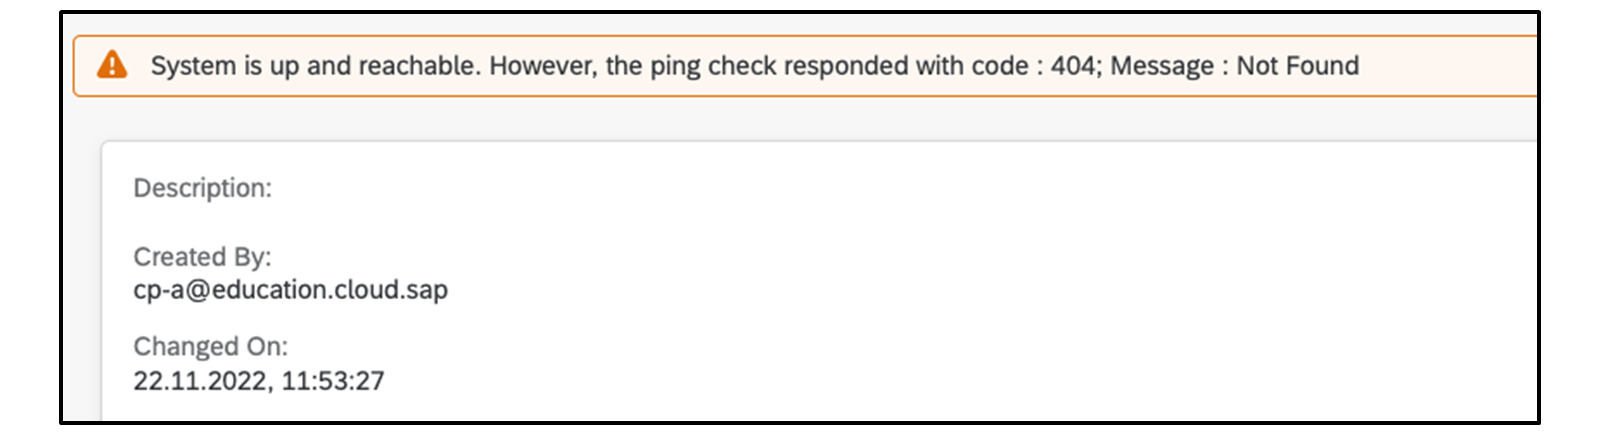 System is up and reachable. However, the ping check responded with code : 404; Message : Not Found
Description:
Created By:
cp-a@education.cloud.sap
Changed On:
22.11.2022, 11:53:27